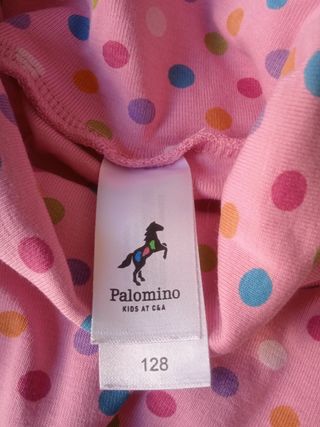 Palomino
KIDS AT C&A
128